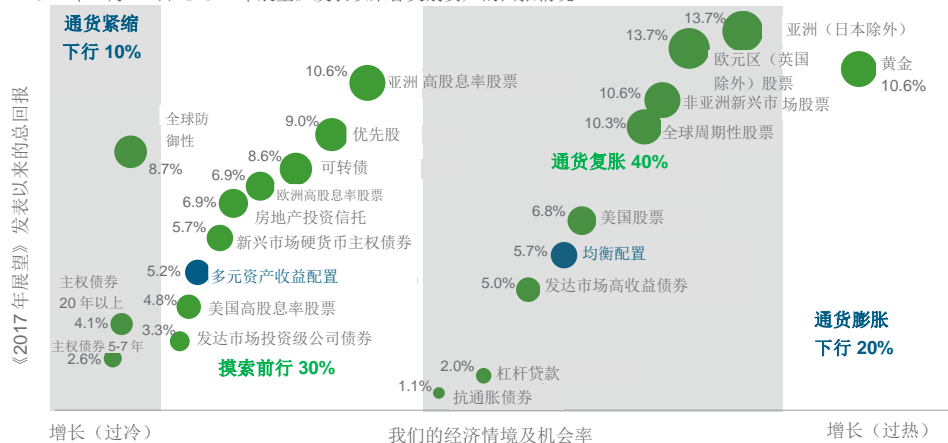 通货紧缩
下行 10%
13.7%
13.7%
亚洲（日本除外）
欧元区（英国
除外）股票
黄金
10.6%
10.6%
亚洲高股息率股票
10.6%
非亚洲新兴市场股票
10.3%
全球周期性股票
全球防
御性
8.7%
9.0%
优先股
8.6%
可转债
通货复胀 40%
6.9%
欧洲高股息率股票
6.9%
房地产投资信托
6.8%
美国股票
5.7%
新兴市场硬货币主权债券
5.7%
均衡配置
5.2%
多元资产收益配置
5.0%
发达市场高收益债券
主权债券
20 年以上
4.1%
4.8%
美国高股息率股票
3.3%
发达市场投资级公司债券
通货膨胀
下行 20%
主权债券 5-7 年
2.6%
摸索前行 30%
2.0%
杠杆贷款
1.1%
抗通胀债券
《2017 年展望》发表以来的总回报
增长（过冷）
我们的经济情境及机会率
增长（过热）